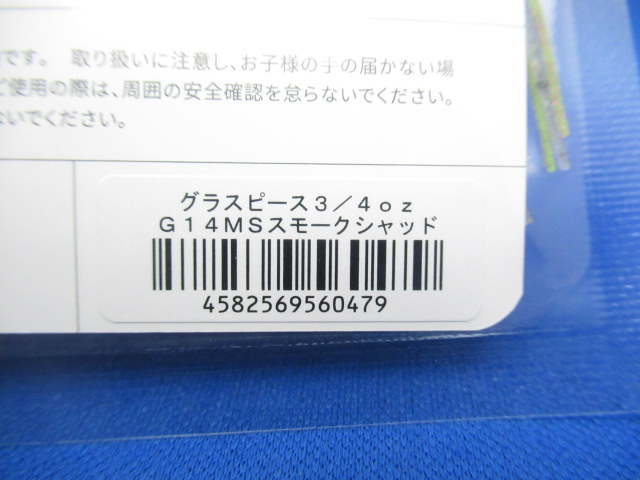 です。 取り扱いに注意し、お子様の手の届かない場
ご使用の際は、周囲の安全確認を怠らないでください。
いでください。
グラスピース3／4oz
G14MSスモークシャッド
4582569560479